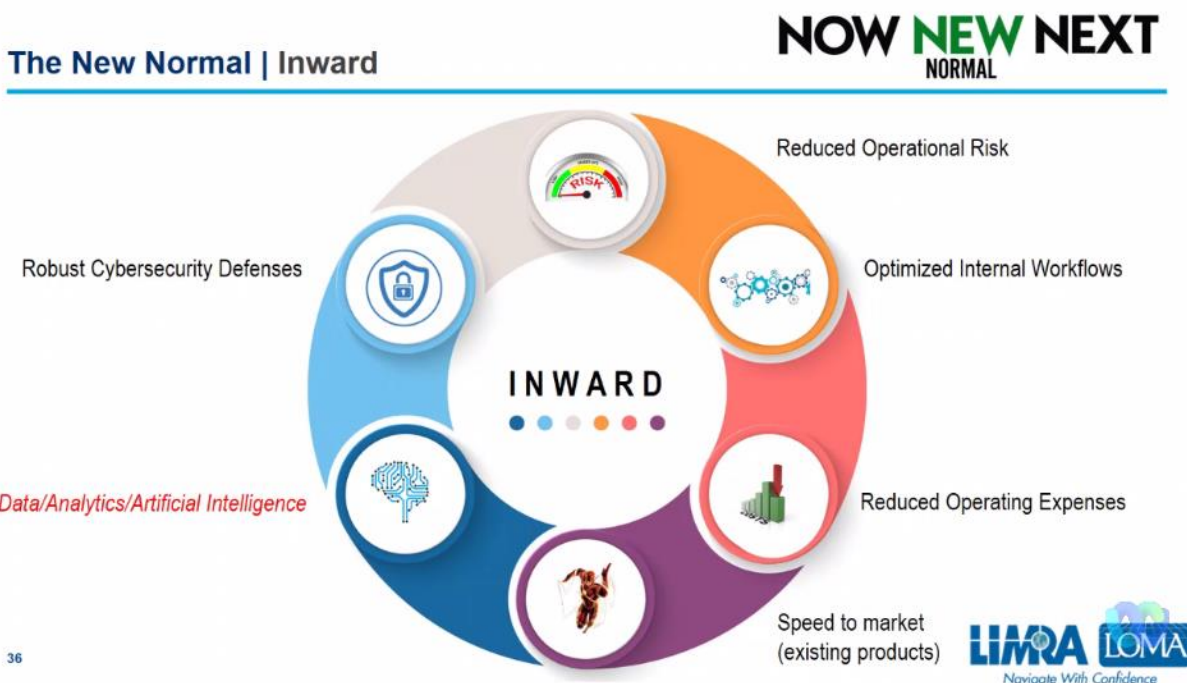 The New Normal | Inward
NOW NEW NEXT
NORMAL
Reduced Operational Risk
RISK
Robust Cybersecurity Defenses
Optimized Internal Workflows
INWARD
Data/Analytics/Artificial Intelligence
Reduced Operating Expenses
Speed to market
(existing products)
36
LIMRA LOMA
Navigate With Confidence